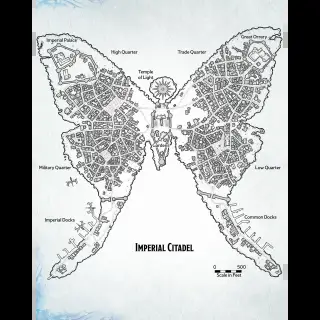 Imperial Palace
Great Orrery
High Quarter
Trade Quarter
Temple
of Light
Military Quarter
Low Quarter
Imperial Docks
Common Docks
IMPERIAL CITADEL
0 500
Scale in Feet